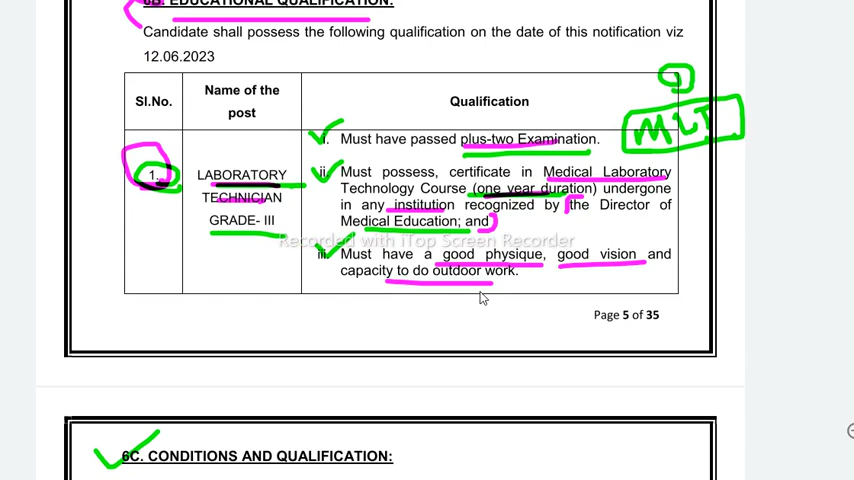 6B. EDUCATIONAL QUALIFICATION:
Candidate shall possess the following qualification on the date of this notification viz
12.06.2023
Sl.No.
Name of the
post
Qualification
MLT
1.
LABORATORY
TECHNICIAN
GRADE- III
i. Must have passed plus-two Examination.
ii. Must possess, certificate in Medical Laboratory
Technology Course (one year duration) undergone
in any institution recognized by the Director of
Medical Education; and
iii. Must have a good physique, good vision and
capacity to do outdoor work.
Recorded with iTop Screen Recorder
Page 5 of 35
6C. CONDITIONS AND QUALIFICATION: